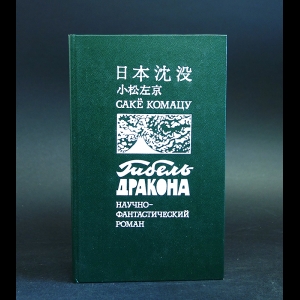 日本沈没
小松左京
САКЁ КОМАЦУ
Гибель
ДРАКОНА
НАУЧНО-
ФАНТАСТИЧЕСКИЙ
РОМАН